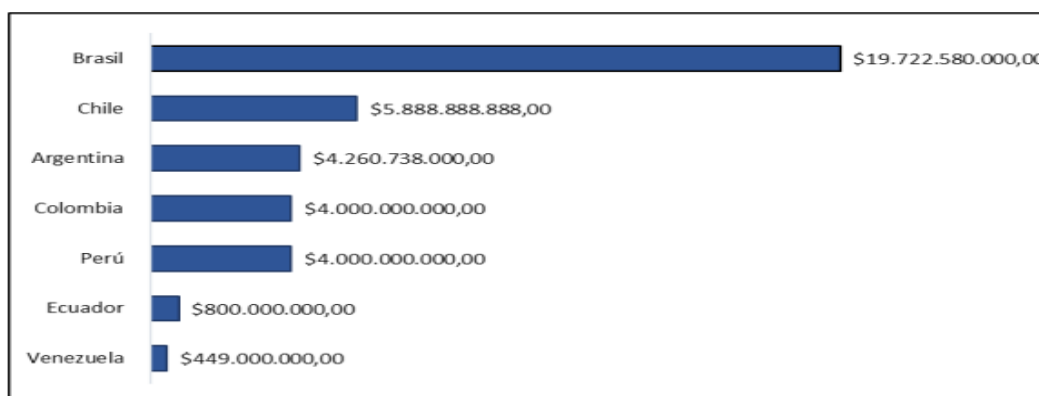 Brasil $19.722.580.000,00
Chile $5.888.888.888,00
Argentina $4.260.738.000,00
Colombia $4.000.000.000,00
Perú $4.000.000.000,00
Ecuador $800.000.000,00
Venezuela $449.000.000,00